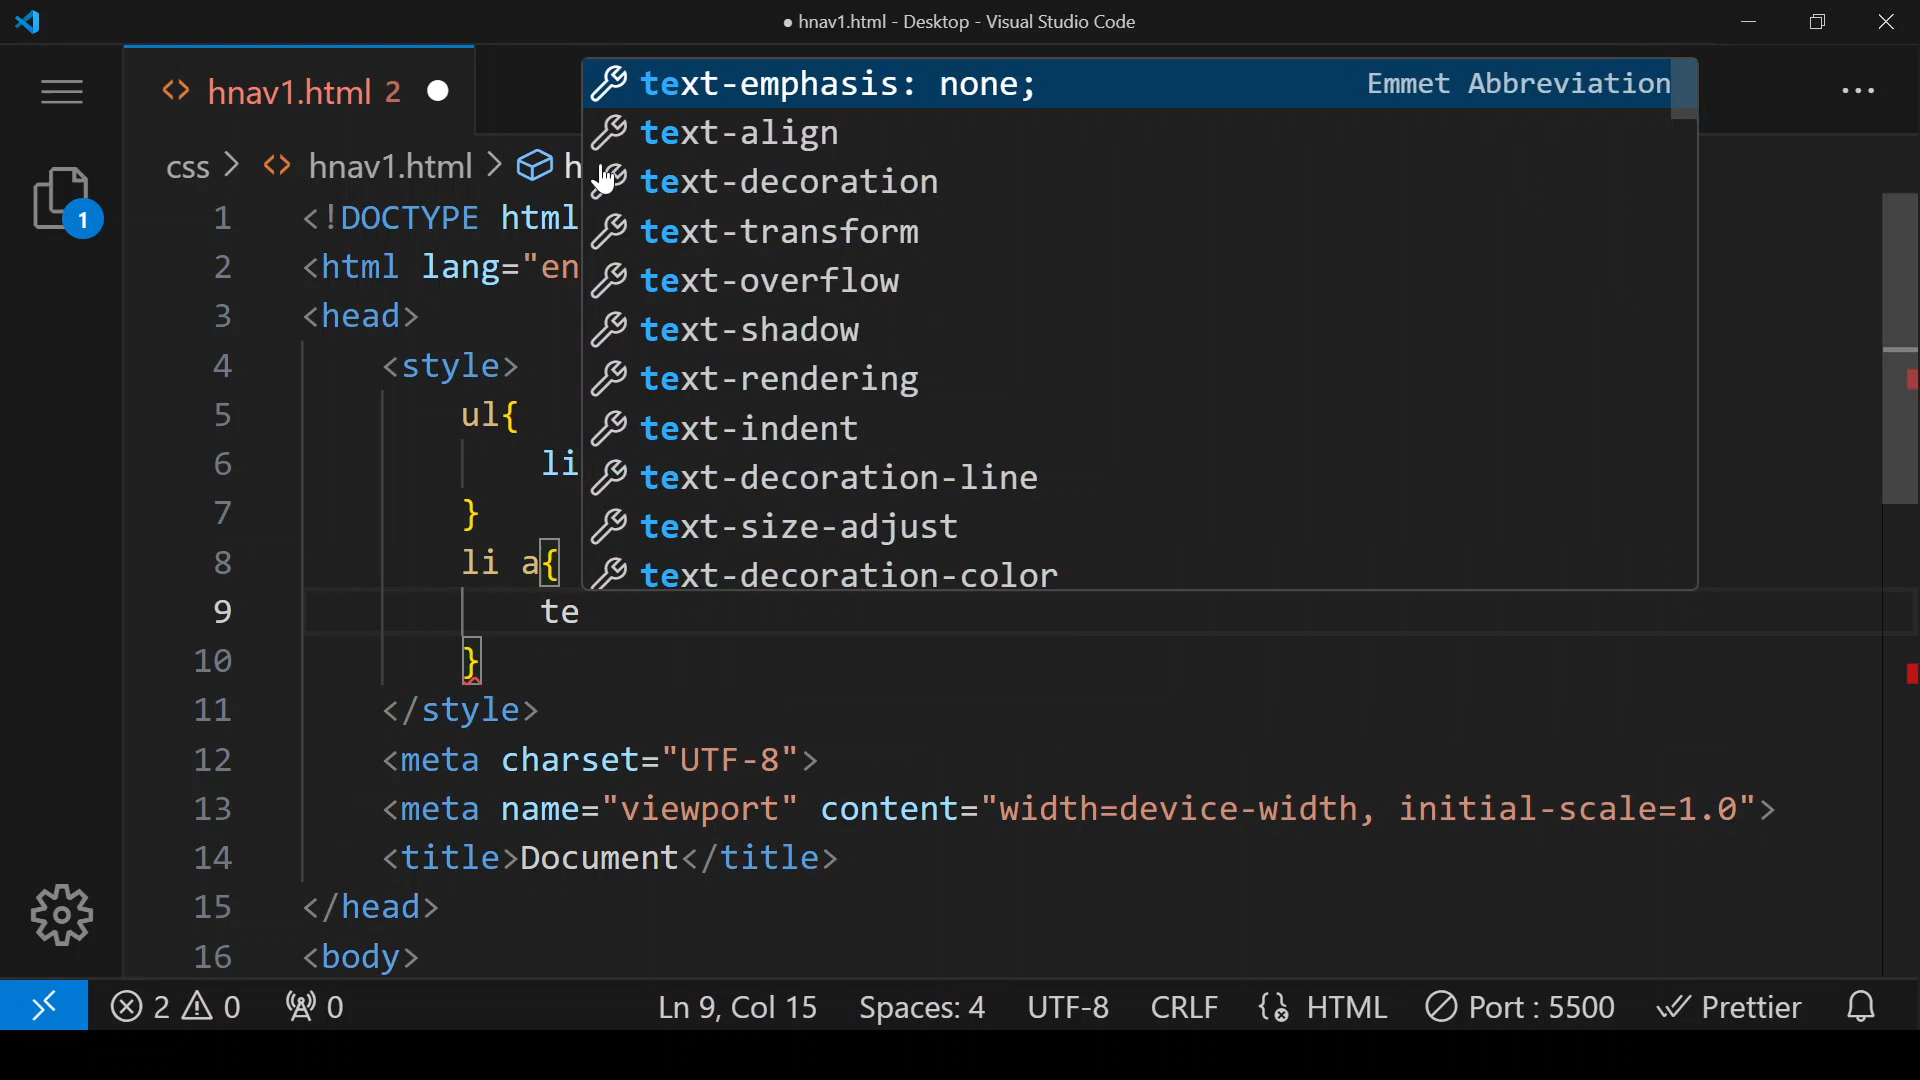 ● hnav1.html - Desktop - Visual Studio Code
<> hnav1.html 2 ●
...
css > <> hnav1.html > h
1
text-emphasis: none; Emmet Abbreviation
text-align
text-decoration
text-transform
text-overflow
text-shadow
text-rendering
text-indent
text-decoration-line
text-size-adjust
text-decoration-color
1 <!DOCTYPE html
2 <html lang="en
3 <head>
4 <style>
5 ul{
6 li
7 }
8 li a{
9 te
10 }
11 </style>
12 <meta charset="UTF-8">
13 <meta name="viewport" content="width=device-width, initial-scale=1.0">
14 <title>Document</title>
15 </head>
16 <body>
2 0 0 Ln 9, Col 15 Spaces: 4 UTF-8 CRLF {} HTML Port : 5500 Prettier